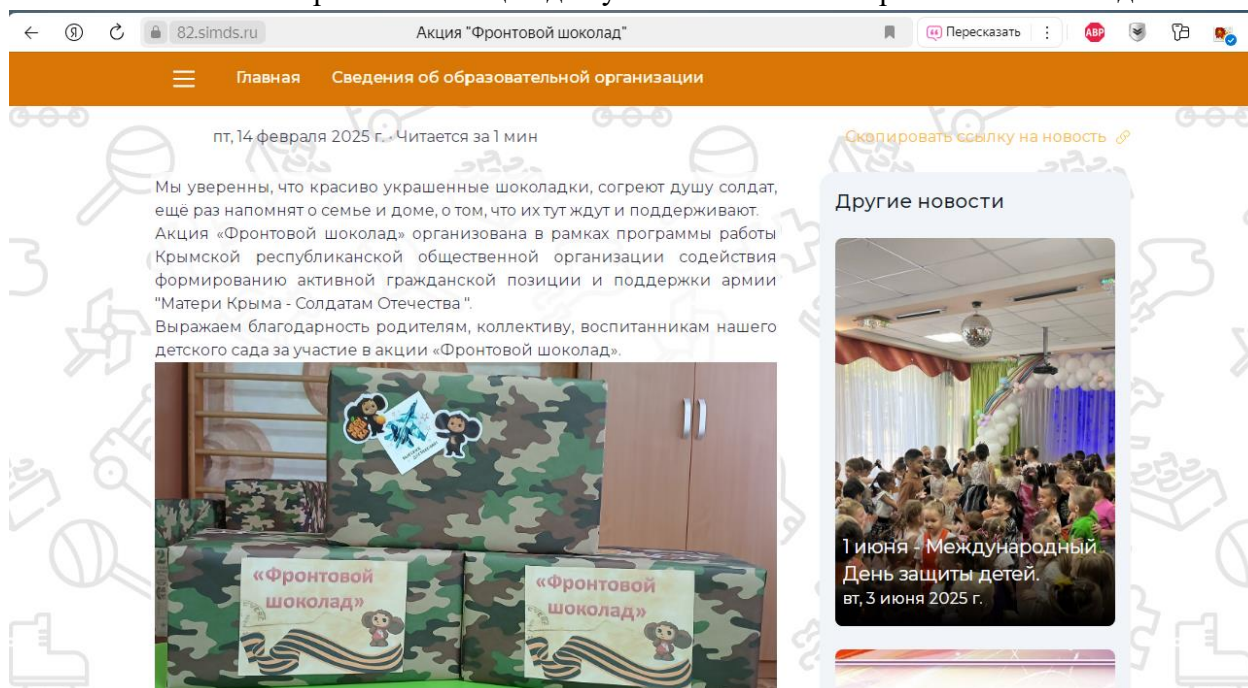 82.simds.ru
Акция "Фронтовой шоколад"
Пересказать
ABP
Главная Сведения об образовательной организации
пт, 14 февраля 2025 г. · Читается за 1 мин
Скопировать ссылку на новость
Мы уверенны, что красиво украшенные шоколадки, согреют душу солдат,
ещё раз напомнят о семье и доме, о том, что их тут ждут и поддерживают.
Акция «Фронтовой шоколад» организована в рамках программы работы
Крымской республиканской общественной организации содействия
формированию активной гражданской позиции и поддержки армии
"Матери Крыма - Солдатам Отечества ".
Выражаем благодарность родителям, коллективу, воспитанникам нашего
детского сада за участие в акции «Фронтовой шоколад».
«Фронтовой
шоколад»
«Фронтовой
шоколад»
Другие новости
1 июня - Международный
День защиты детей.
вт, 3 июня 2025 г.